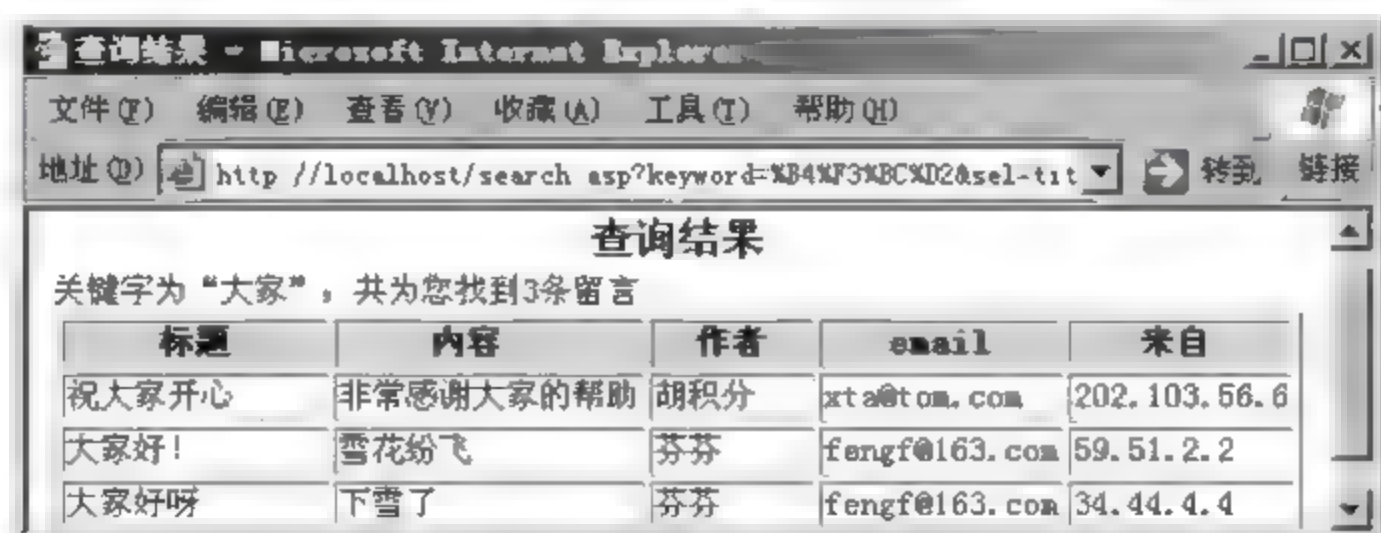 查询结果 - Microsoft Internet Explorer
文件(F) 编辑(E) 查看(V) 收藏(A) 工具(T) 帮助(H)
地址(D) http //localhost/search asp?keyword=%B4%F3%BC%D2&sel-tit 转到 链接
查询结果
关键字为“大家”，共为您找到3条留言
标题 内容 作者 email 来自
祝大家开心 非常感谢大家的帮助 胡积分 xta@tom.com 202.103.56.6
大家好! 雪花纷飞 芬芬 fengf@163.com 59.51.2.2
大家好呀 下雪了 芬芬 fengf@163.com 34.44.4.4